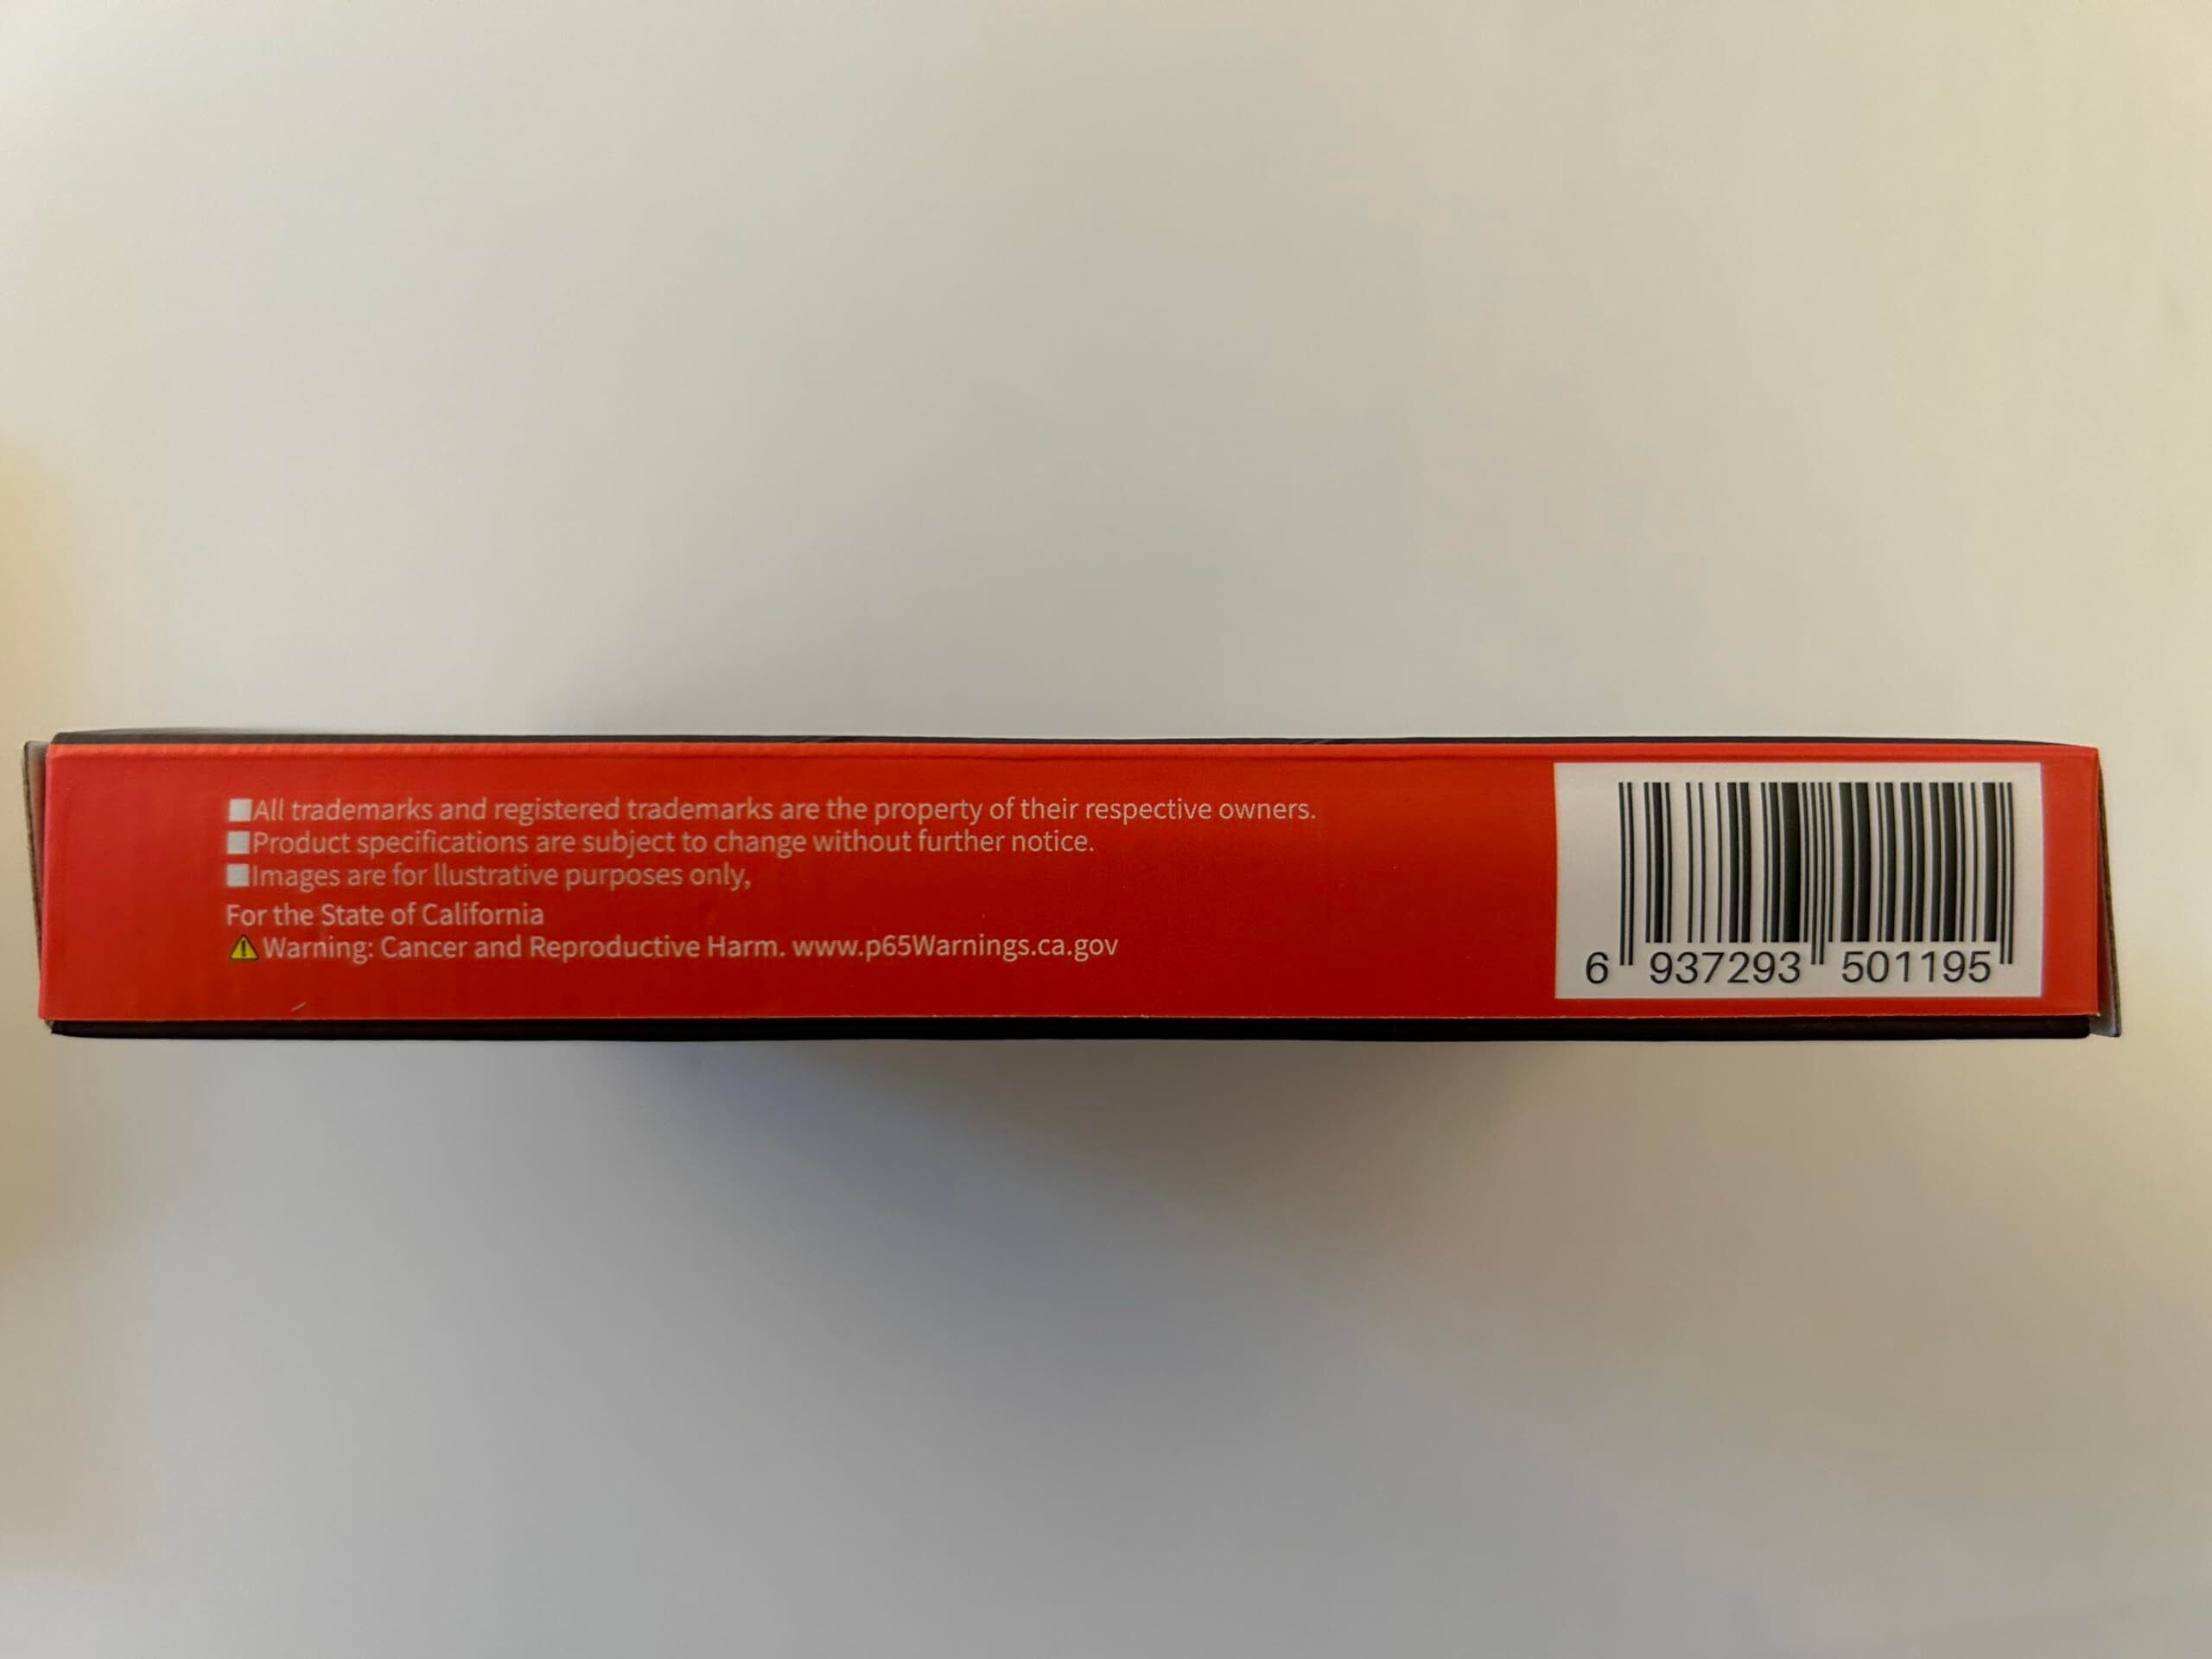 ■All trademarks and registered trademarks are the property of their respective owners.
■Product specifications are subject to change without further notice.
■Images are for llustrative purposes only,
For the State of California
⚠ Warning: Cancer and Reproductive Harm. www.p65Warnings.ca.gov
6 937293 501195